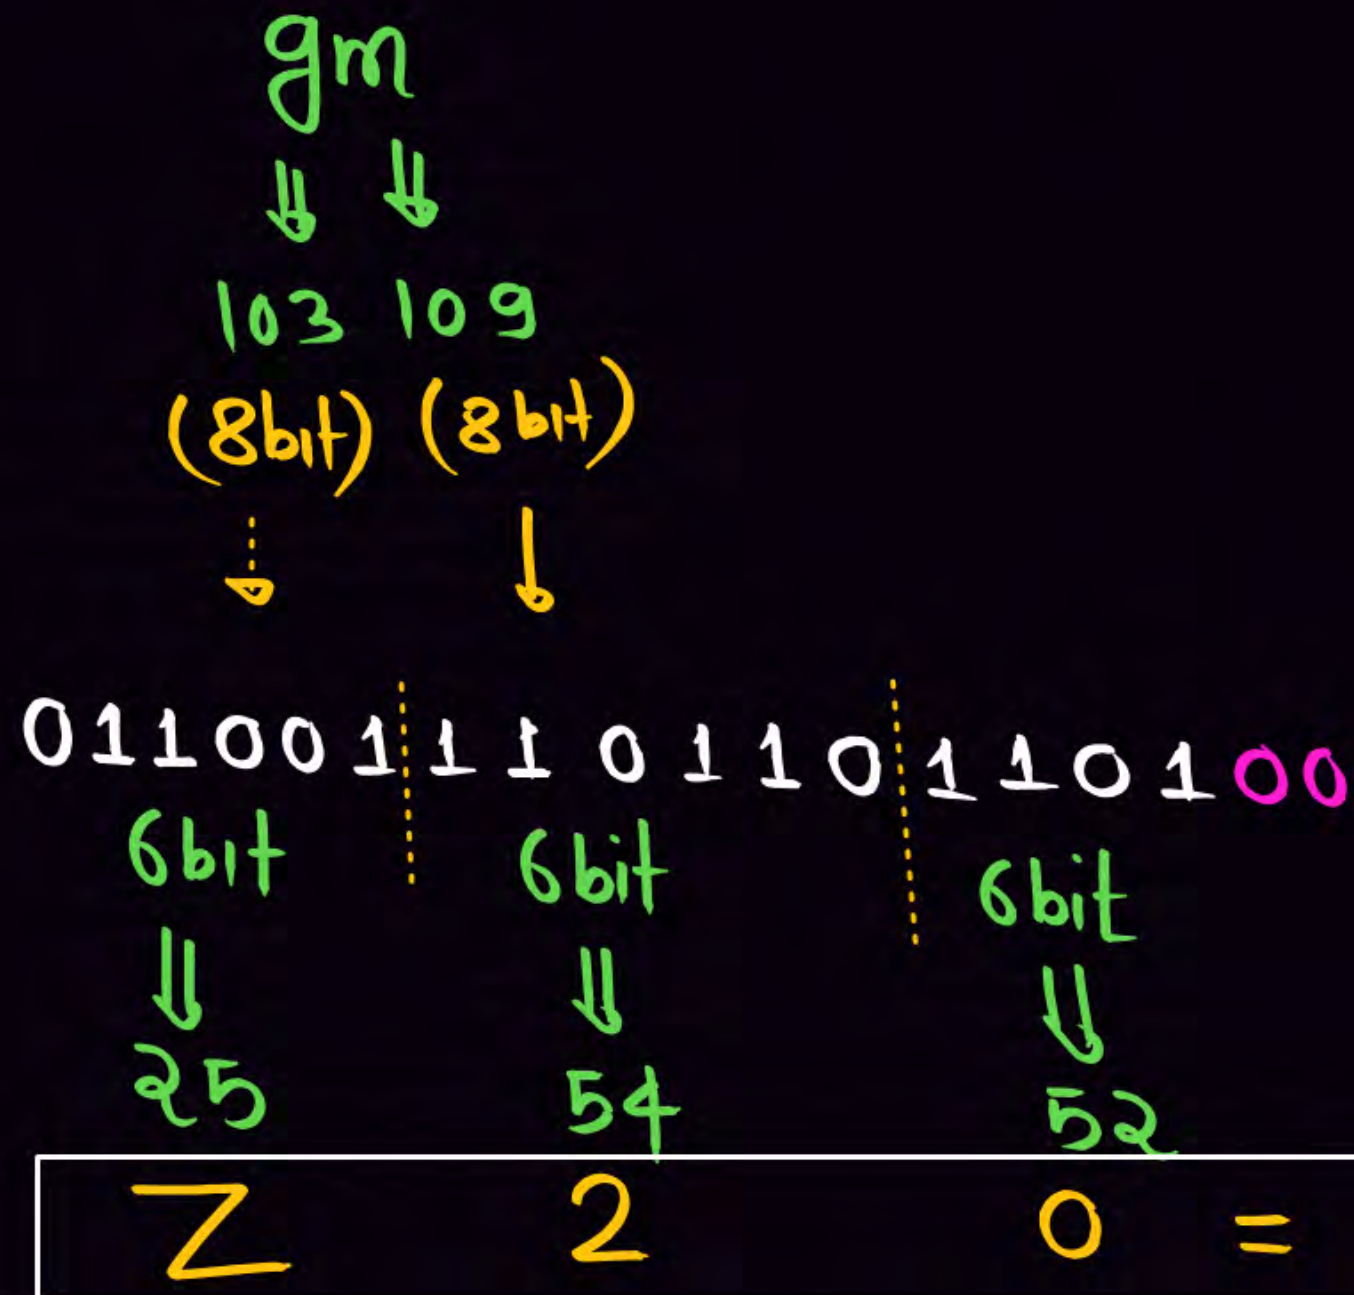 gm
103 109
(8bit) (8bit)
011001 110110 110100
6bit 6bit 6bit
25 54 52
Z 2 0 =